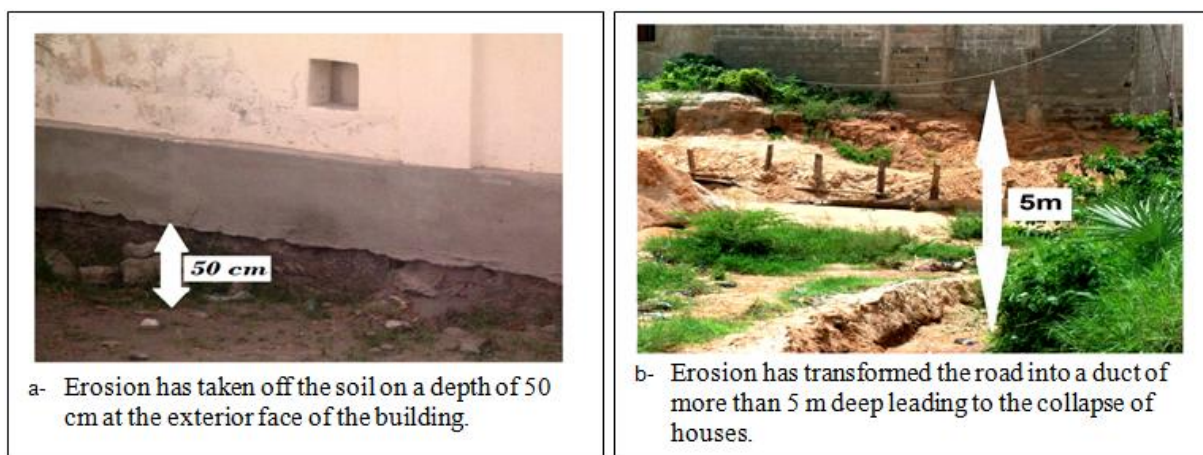 50 cm
a- Erosion has taken off the soil on a depth of 50
cm at the exterior face of the building.
5m
b- Erosion has transformed the road into a duct of
more than 5 m deep leading to the collapse of
houses.